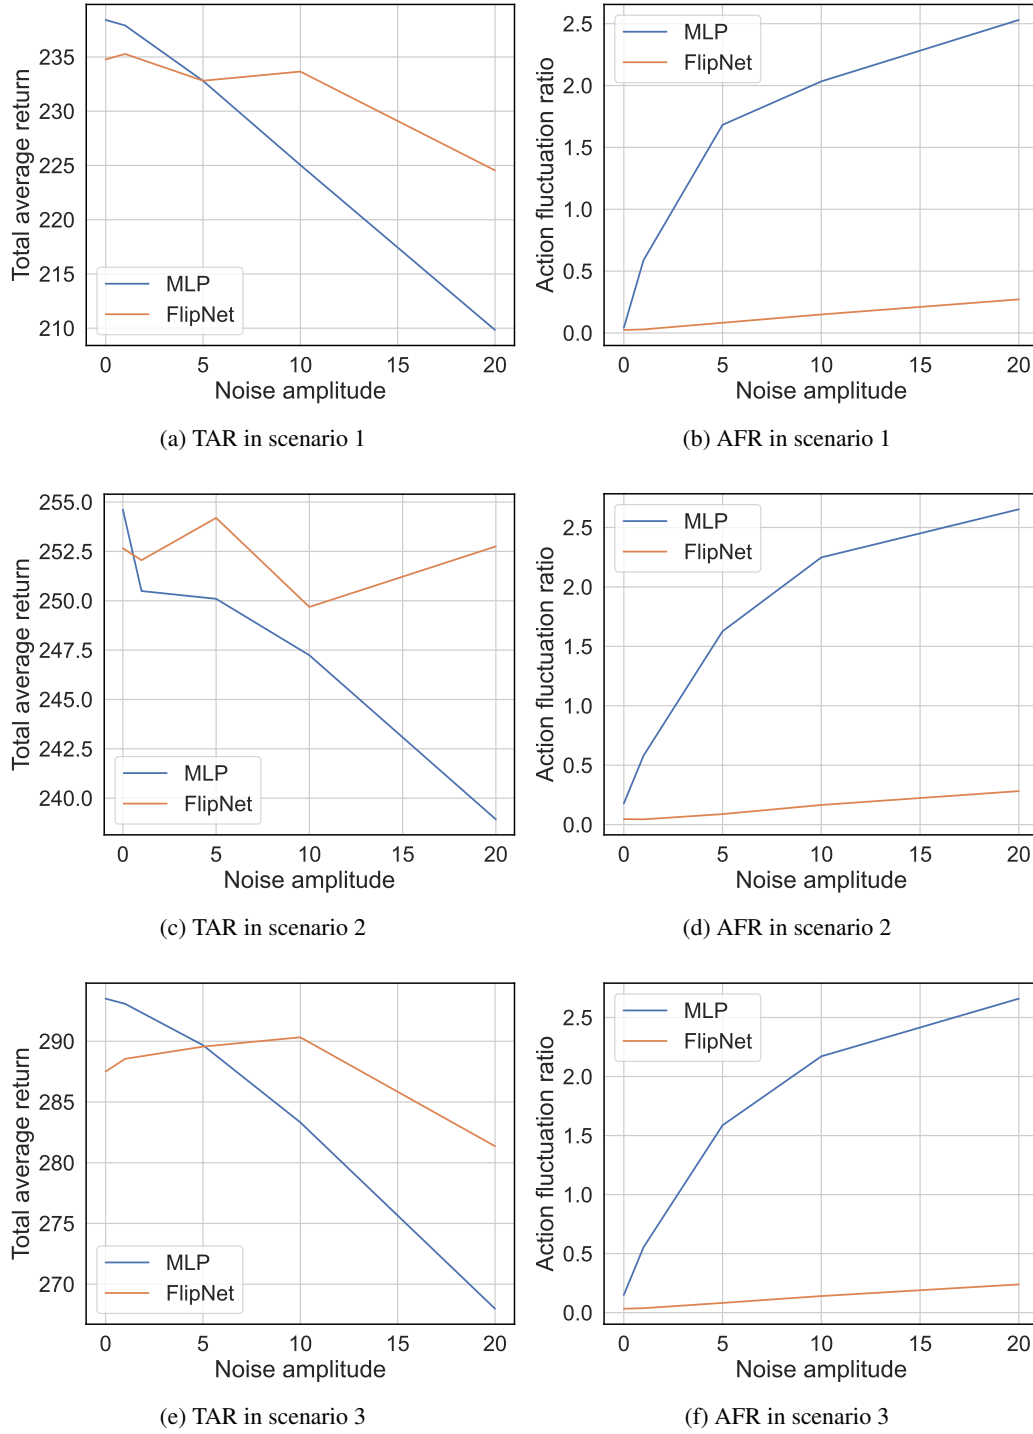 Total average return
235
230
225
220
215
210
MLP
FlipNet
0 5 10 15 20
Noise amplitude
(a) TAR in scenario 1
Action fluctuation ratio
2.5
2.0
1.5
1.0
0.5
0.0
MLP
FlipNet
0 5 10 15 20
Noise amplitude
(b) AFR in scenario 1
Total average return
255.0
252.5
250.0
247.5
245.0
242.5
240.0
MLP
FlipNet
0 5 10 15 20
Noise amplitude
(c) TAR in scenario 2
Action fluctuation ratio
2.5
2.0
1.5
1.0
0.5
0.0
MLP
FlipNet
0 5 10 15 20
Noise amplitude
(d) AFR in scenario 2
Total average return
290
285
280
275
270
MLP
FlipNet
0 5 10 15 20
Noise amplitude
(e) TAR in scenario 3
Action fluctuation ratio
2.5
2.0
1.5
1.0
0.5
0.0
MLP
FlipNet
0 5 10 15 20
Noise amplitude
(f) AFR in scenario 3